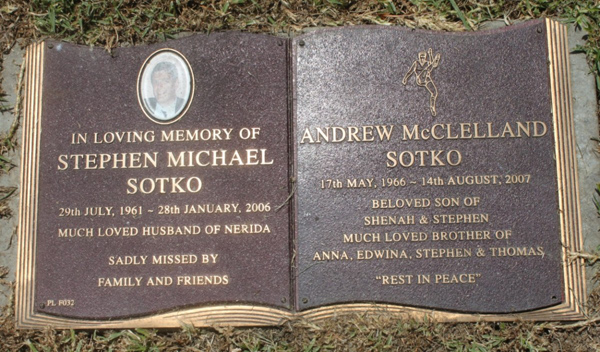 IN LOVING MEMORY OF
STEPHEN MICHAEL
SOTKO
29th JULY, 1961 ~ 28th JANUARY, 2006
MUCH LOVED HUSBAND OF NERIDA
SADLY MISSED BY
FAMILY AND FRIENDS
PL F032
ANDREW McCLELLAND
SOTKO
17th MAY, 1966 ~ 14th AUGUST, 2007
BELOVED SON OF
SHENAH & STEPHEN
MUCH LOVED BROTHER OF
ANNA, EDWINA, STEPHEN & THOMAS
"REST IN PEACE"